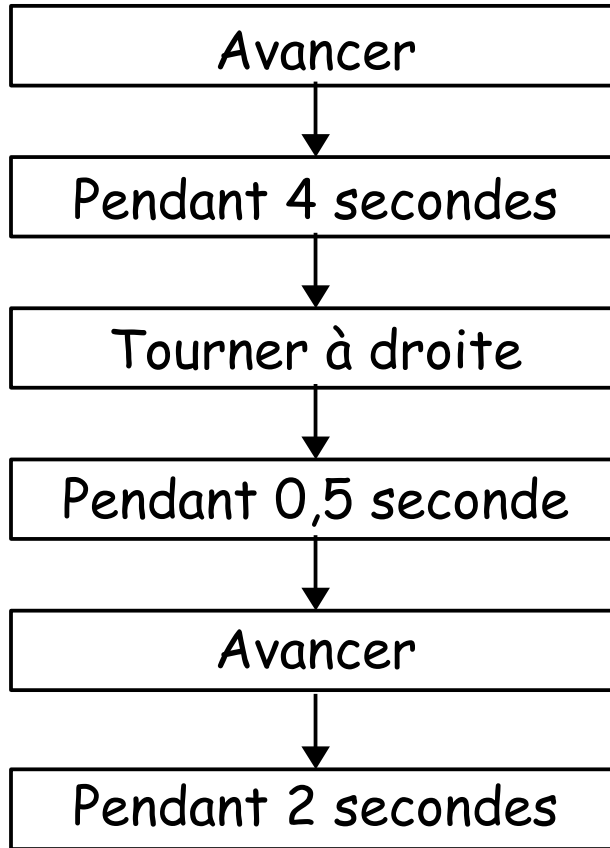 Avancer
Pendant 4 secondes
Tourner à droite
Pendant 0,5 seconde
Avancer
Pendant 2 secondes